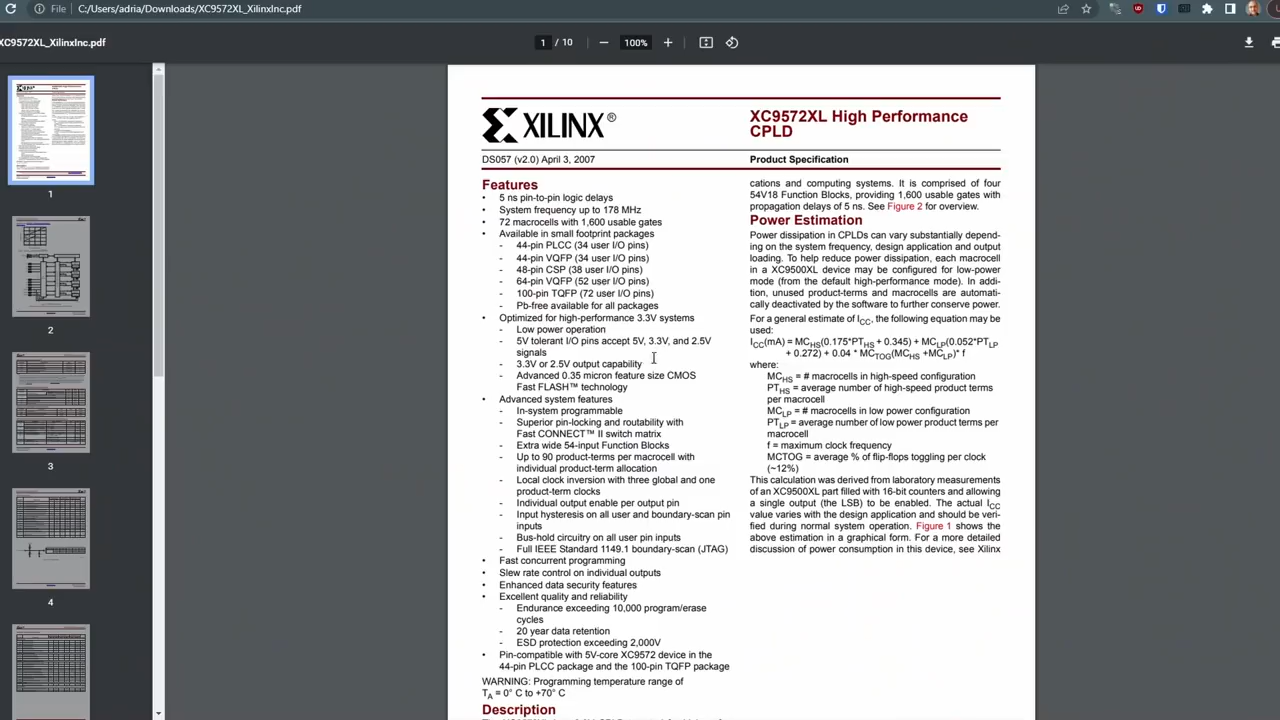 File
C:/Users/adria/Downloads/XC9572XL_XilinxInc.pdf
XC9572XL_XilinxInc.pdf
1 / 10
100%
1
2
3
4
XILINX®
XC9572XL High Performance
CPLD
DS057 (v2.0) April 3, 2007
Product Specification
Features
• 5 ns pin-to-pin logic delays
• System frequency up to 178 MHz
• 72 macrocells with 1,600 usable gates
• Available in small footprint packages
- 44-pin PLCC (34 user I/O pins)
- 44-pin VQFP (34 user I/O pins)
- 48-pin CSP (38 user I/O pins)
- 64-pin VQFP (52 user I/O pins)
- 100-pin TQFP (72 user I/O pins)
- Pb-free available for all packages
• Optimized for high-performance 3.3V systems
- Low power operation
- 5V tolerant I/O pins accept 5V, 3.3V, and 2.5V
signals
- 3.3V or 2.5V output capability
- Advanced 0.35 micron feature size CMOS
Fast FLASH™ technology
• Advanced system features
- In-system programmable
- Superior pin-locking and routability with
Fast CONNECT™ II switch matrix
- Extra wide 54-input Function Blocks
- Up to 90 product-terms per macrocell with
individual product-term allocation
- Local clock inversion with three global and one
product-term clocks
- Individual output enable per output pin
- Input hysteresis on all user and boundary-scan pin
inputs
- Bus-hold circuitry on all user pin inputs
- Full IEEE Standard 1149.1 boundary-scan (JTAG)
• Fast concurrent programming
• Slew rate control on individual outputs
• Enhanced data security features
• Excellent quality and reliability
- Endurance exceeding 10,000 program/erase
cycles
- 20 year data retention
- ESD protection exceeding 2,000V
• Pin-compatible with 5V-core XC9572 device in the
44-pin PLCC package and the 100-pin TQFP package
WARNING: Programming temperature range of
TA = 0° C to +70° C
Description
cations and computing systems. It is comprised of four
54V18 Function Blocks, providing 1,600 usable gates with
propagation delays of 5 ns. See Figure 2 for overview.
Power Estimation
Power dissipation in CPLDs can vary substantially depend-
ing on the system frequency, design application and output
loading. To help reduce power dissipation, each macrocell
in a XC9500XL device may be configured for low-power
mode (from the default high-performance mode). In addi-
tion, unused product-terms and macrocells are automati-
cally deactivated by the software to further conserve power.
For a general estimate of ICC, the following equation may be
used:
ICC(mA) = MCHS(0.175*PTHS + 0.345) + MCLP(0.052*PTLP
+ 0.272) + 0.04 * MCTOG(MCHS +MCLP)* f
where:
MCHS = # macrocells in high-speed configuration
PTHS = average number of high-speed product terms
per macrocell
MCLP = # macrocells in low power configuration
PTLP = average number of low power product terms per
macrocell
f = maximum clock frequency
MCTOG = average % of flip-flops toggling per clock
(~12%)
This calculation was derived from laboratory measurements
of an XC9500XL part filled with 16-bit counters and allowing
a single output (the LSB) to be enabled. The actual ICC
value varies with the design application and should be veri-
fied during normal system operation. Figure 1 shows the
above estimation in a graphical form. For a more detailed
discussion of power consumption in this device, see Xilinx